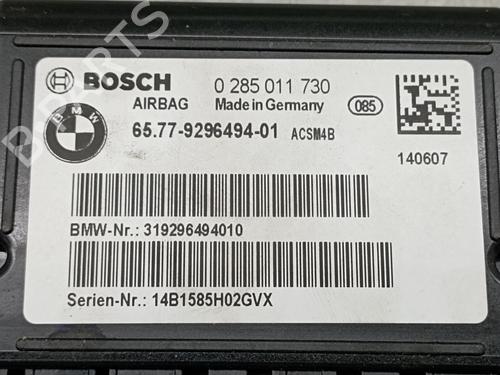 BOSCH
0 285 011 730
AIRBAG
Made in Germany
085
BMW
65.77-9296494-01 ACSM4B
140607
BMW-Nr.: 319296494010
Serien-Nr.: 14B1585H02GVX